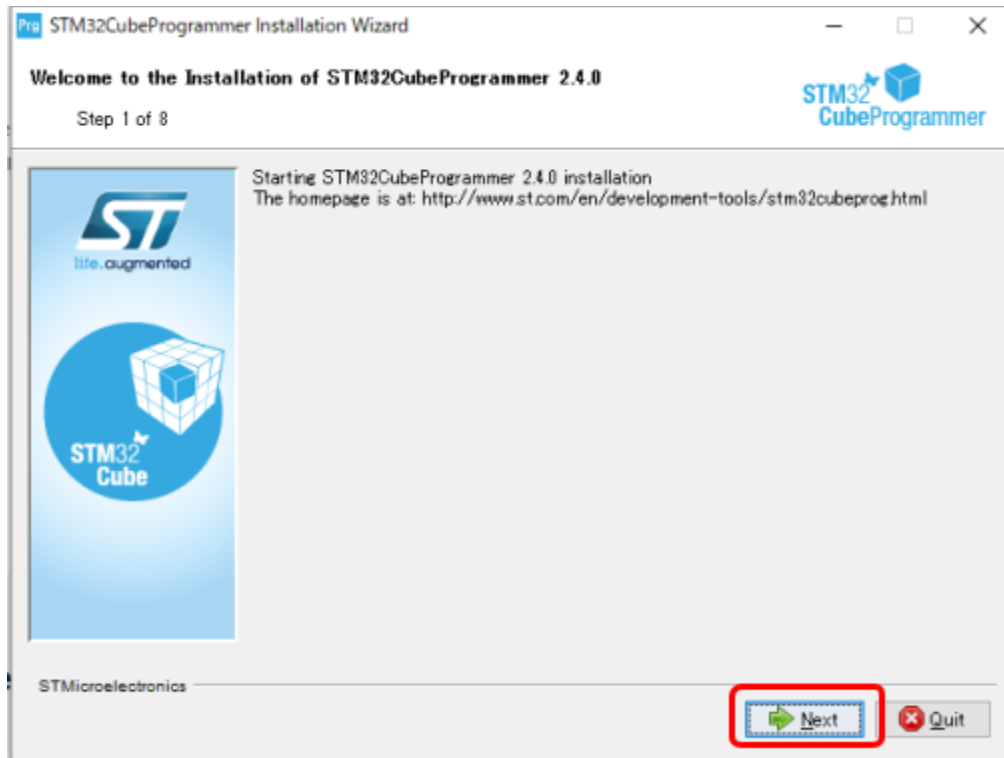 Prg STM32CubeProgrammer Installation Wizard
Welcome to the Installation of STM32CubeProgrammer 2.4.0
Step 1 of 8
STM32
CubeProgrammer
Starting STM32CubeProgrammer 2.4.0 installation
The homepage is at: http://www.st.com/en/development-tools/stm32cubeprog.html
ST
life.augmented
STM32
Cube
STMicroelectronics
Next
Quit